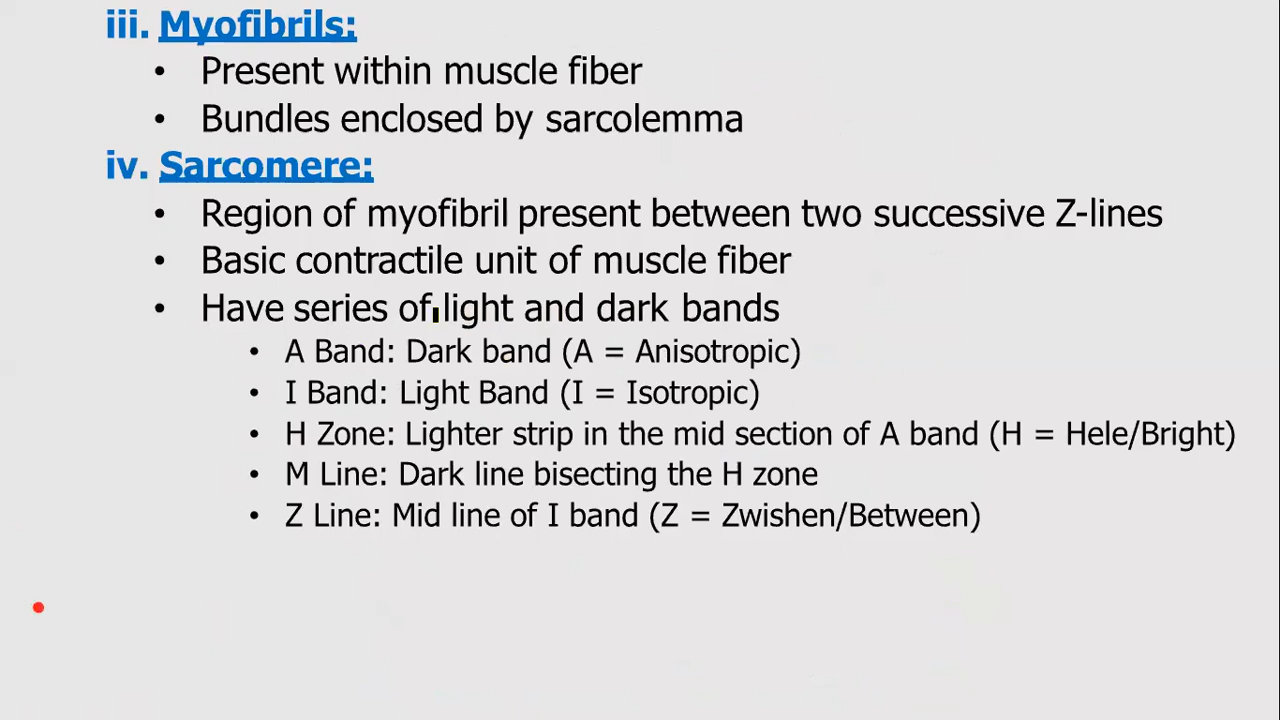 iii. Myofibrils:
• Present within muscle fiber
• Bundles enclosed by sarcolemma
iv. Sarcomere:
• Region of myofibril present between two successive Z-lines
• Basic contractile unit of muscle fiber
• Have series of light and dark bands
• A Band: Dark band (A = Anisotropic)
• I Band: Light Band (I = Isotropic)
• H Zone: Lighter strip in the mid section of A band (H = Hele/Bright)
• M Line: Dark line bisecting the H zone
• Z Line: Mid line of I band (Z = Zwishen/Between)